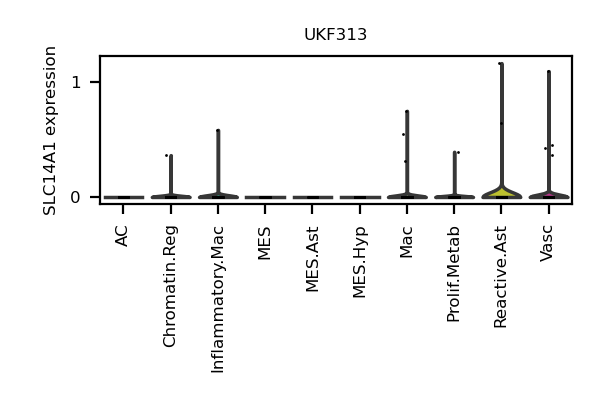 UKF313
SLC14A1 expression
1
0
AC
Chromatin.Reg
Inflammatory.Mac
MES
MES.Ast
MES.Hyp
Mac
Prolif.Metab
Reactive.Ast
Vasc